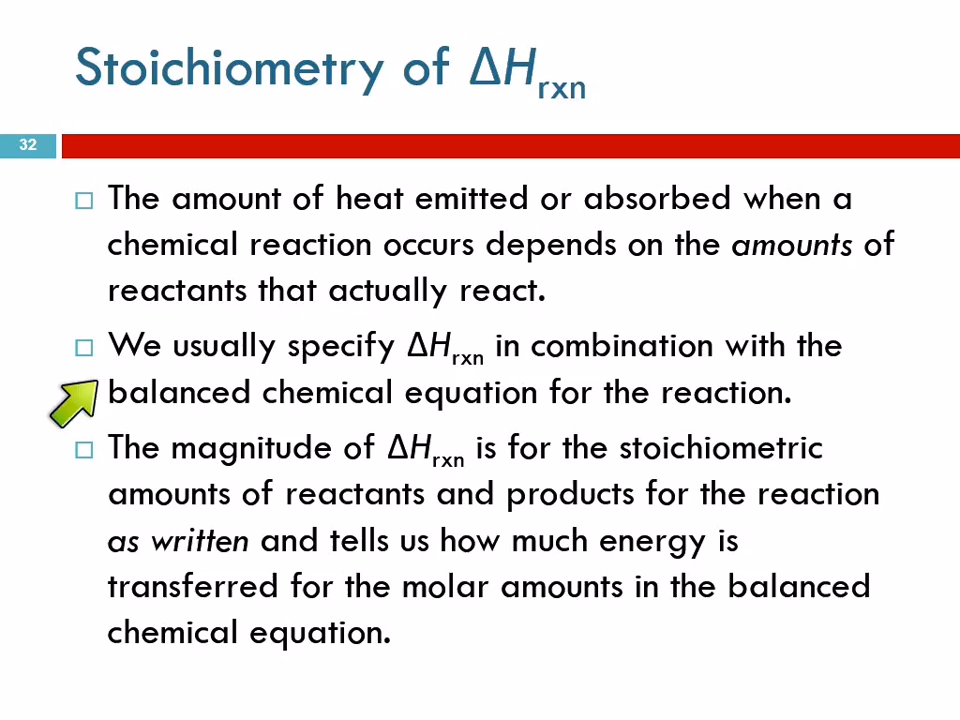 Stoichiometry of ΔHrxn
32
The amount of heat emitted or absorbed when a
chemical reaction occurs depends on the amounts of
reactants that actually react.
We usually specify ΔHrxn in combination with the
balanced chemical equation for the reaction.
The magnitude of ΔHrxn is for the stoichiometric
amounts of reactants and products for the reaction
as written and tells us how much energy is
transferred for the molar amounts in the balanced
chemical equation.